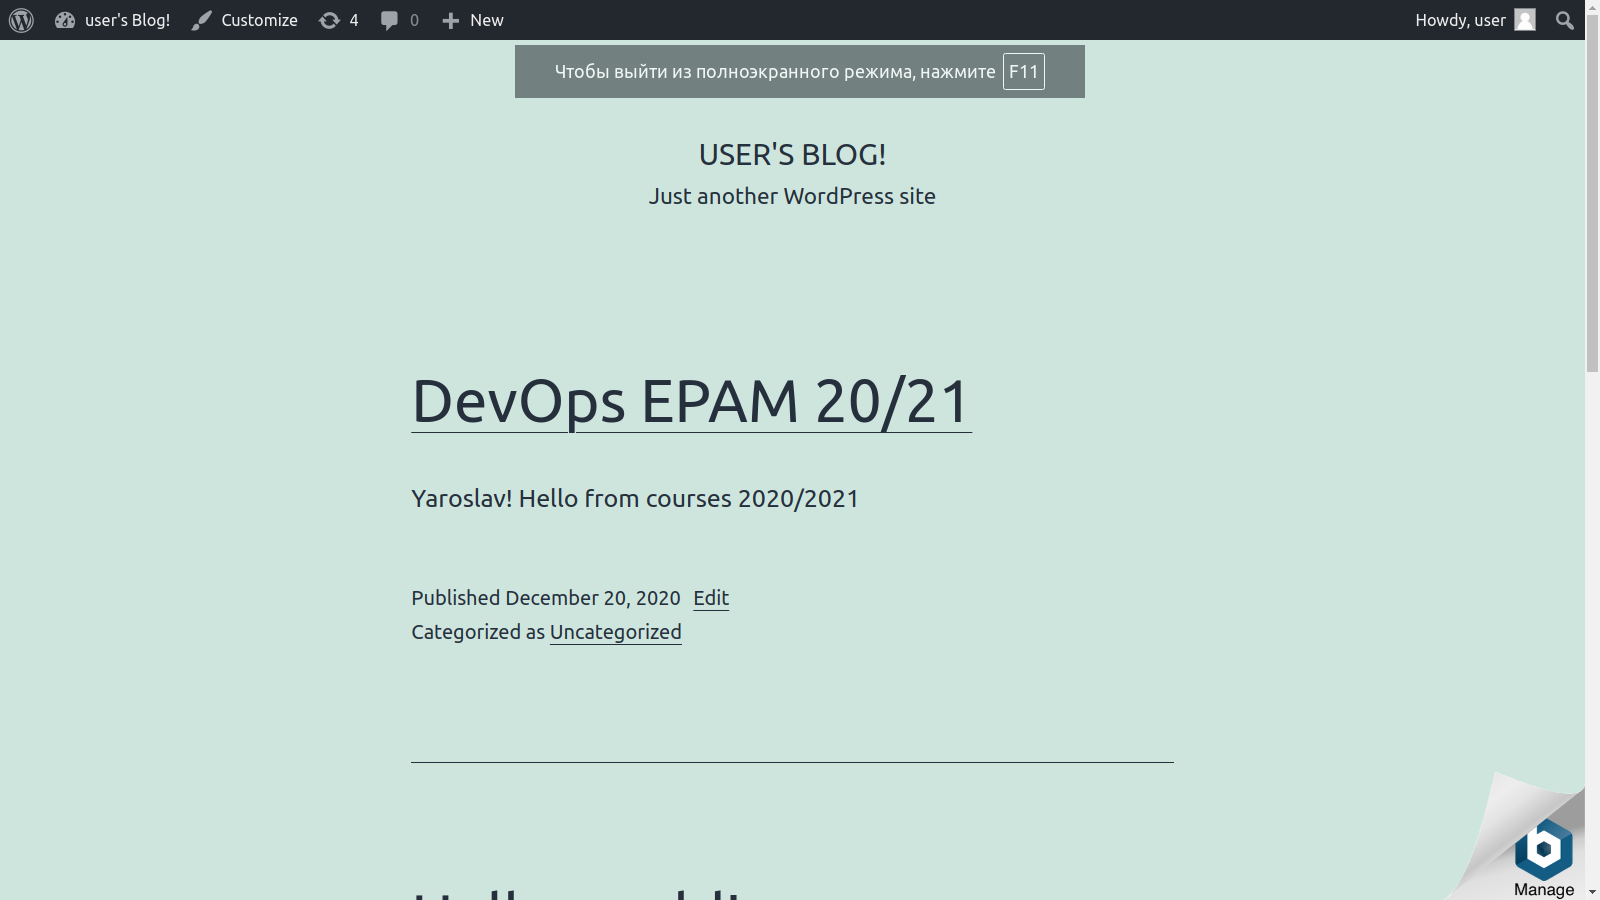 user's Blog!
Customize
4
0
New
Howdy, user
Чтобы выйти из полноэкранного режима, нажмите F11
USER'S BLOG!
Just another WordPress site
DevOps EPAM 20/21
Yaroslav! Hello from courses 2020/2021
Published December 20, 2020 Edit
Categorized as Uncategorized
Manage